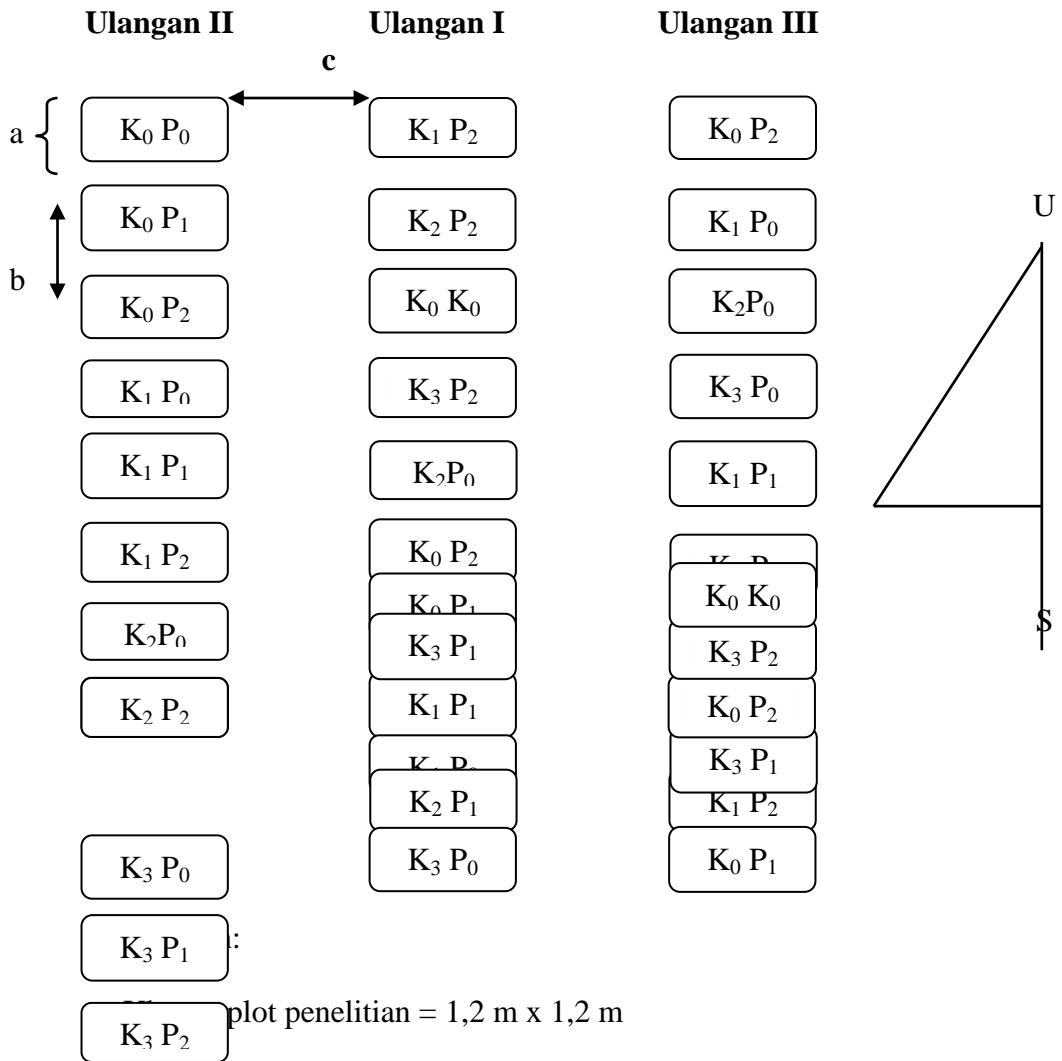 Ulangan II Ulangan I Ulangan III
c
a K₀ P₀ K₁ P₂ K₀ P₂
K₀ P₁ K₂ P₂ K₁ P₀ U
b K₀ P₂ K₀ K₀ K₂P₀
K₁ P₀ K₃ P₂ K₃ P₀
K₁ P₁ K₂P₀ K₁ P₁
K₁ P₂ K₀ P₂
K₀ P₁ K₀ K₀
K₂P₀ K₃ P₁ K₃ P₂ S
K₂ P₂ K₁ P₁ K₀ P₂
K₃ P₁
K₂ P₁ K₁ P₂
K₃ P₀ K₃ P₀ K₀ P₁
K₃ P₁ :
K₃ P₂ plot penelitian = 1,2 m x 1,2 m